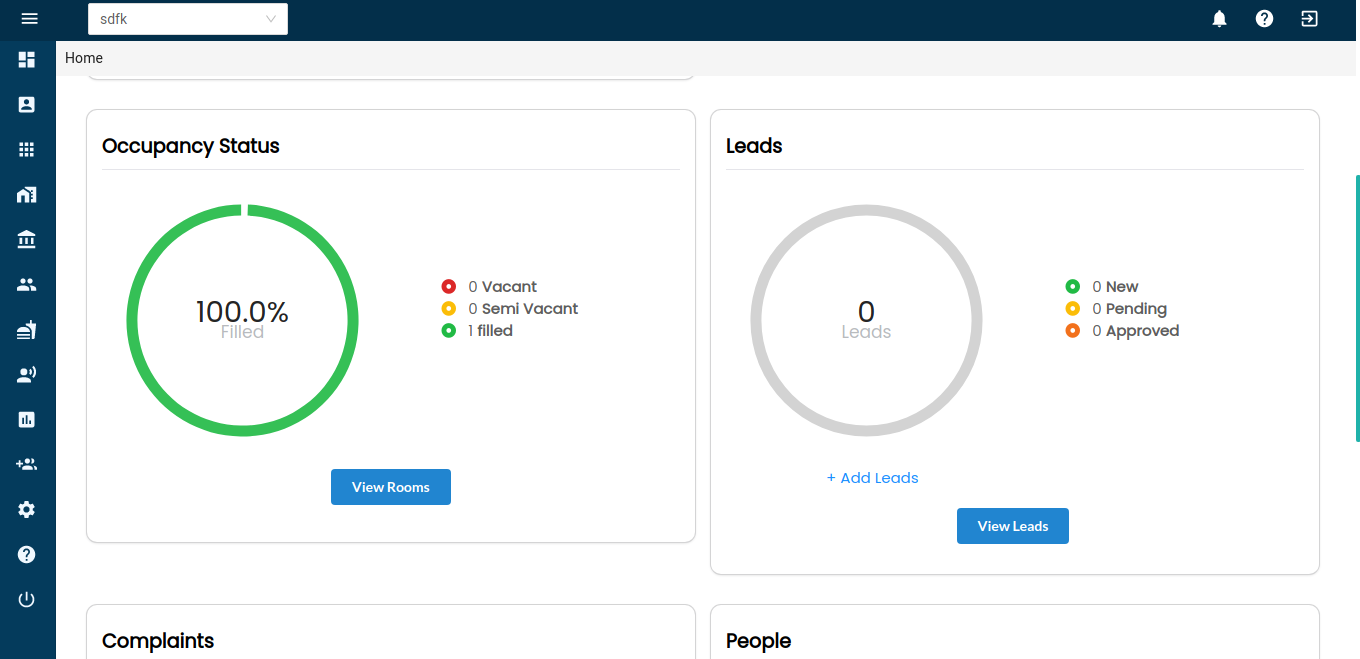 sdfk
Home
Occupancy Status
100.0%
Filled
0 Vacant
0 Semi Vacant
1 filled
View Rooms
Leads
0
Leads
0 New
0 Pending
0 Approved
+ Add Leads
View Leads
Complaints
People